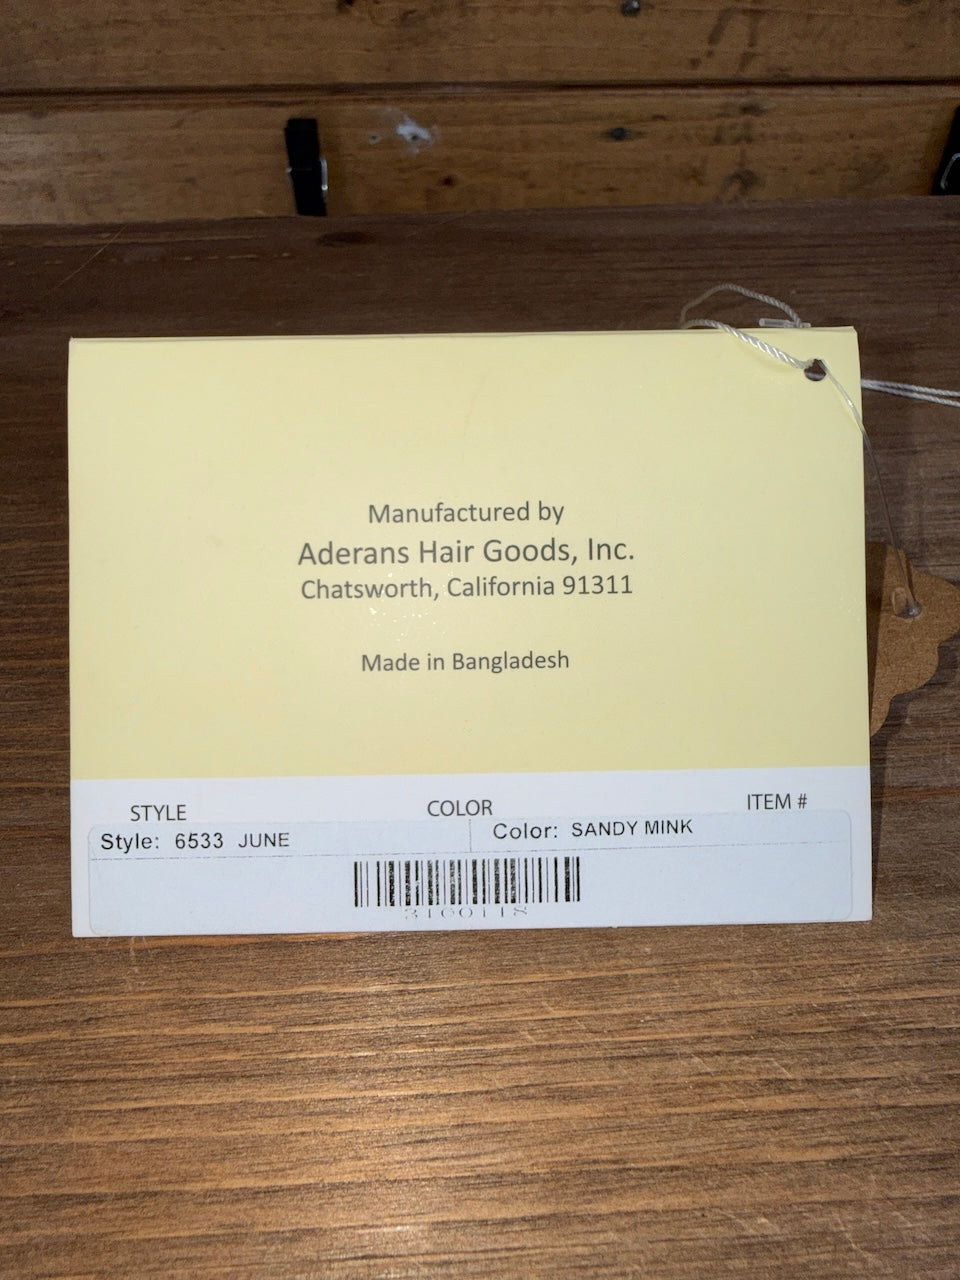 Manufactured by
Aderans Hair Goods, Inc.
Chatsworth, California 91311
Made in Bangladesh
STYLE COLOR ITEM #
Style: 6533 JUNE Color: SANDY MINK
3160118